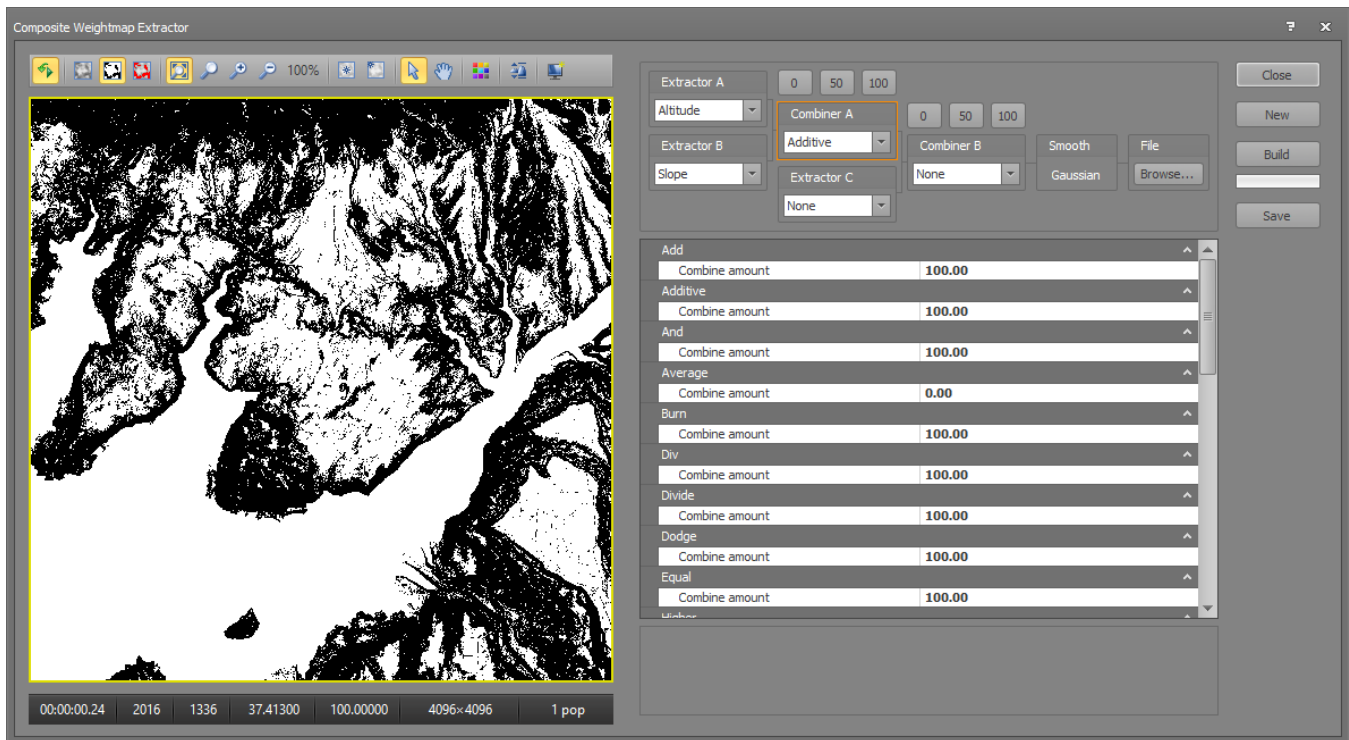 Composite Weightmap Extractor
? x
100%
Extractor A
0 50 100
Altitude
Combiner A
0 50 100
Additive
Extractor B
Combiner B
Smooth
File
Slope
Extractor C
None
Gaussian
Browse...
None
Close
New
Build
Save
Add
Combine amount 100.00
Additive
Combine amount 100.00
And
Combine amount 100.00
Average
Combine amount 0.00
Burn
Combine amount 100.00
Div
Combine amount 100.00
Divide
Combine amount 100.00
Dodge
Combine amount 100.00
Equal
Combine amount 100.00
Higher
00:00:00.24 2016 1336 37.41300 100.00000 4096×4096 1 pop